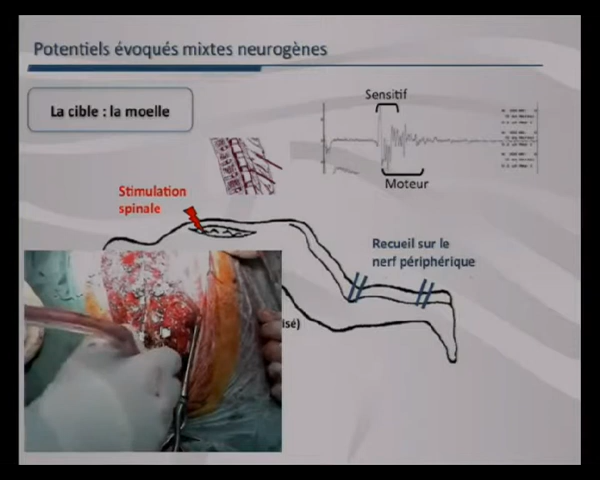 Potentiels évoqués mixtes neurogènes
La cible : la moelle
Sensitif
Moteur
Stimulation
spinale
Recueil sur le
nerf périphérique
isé)